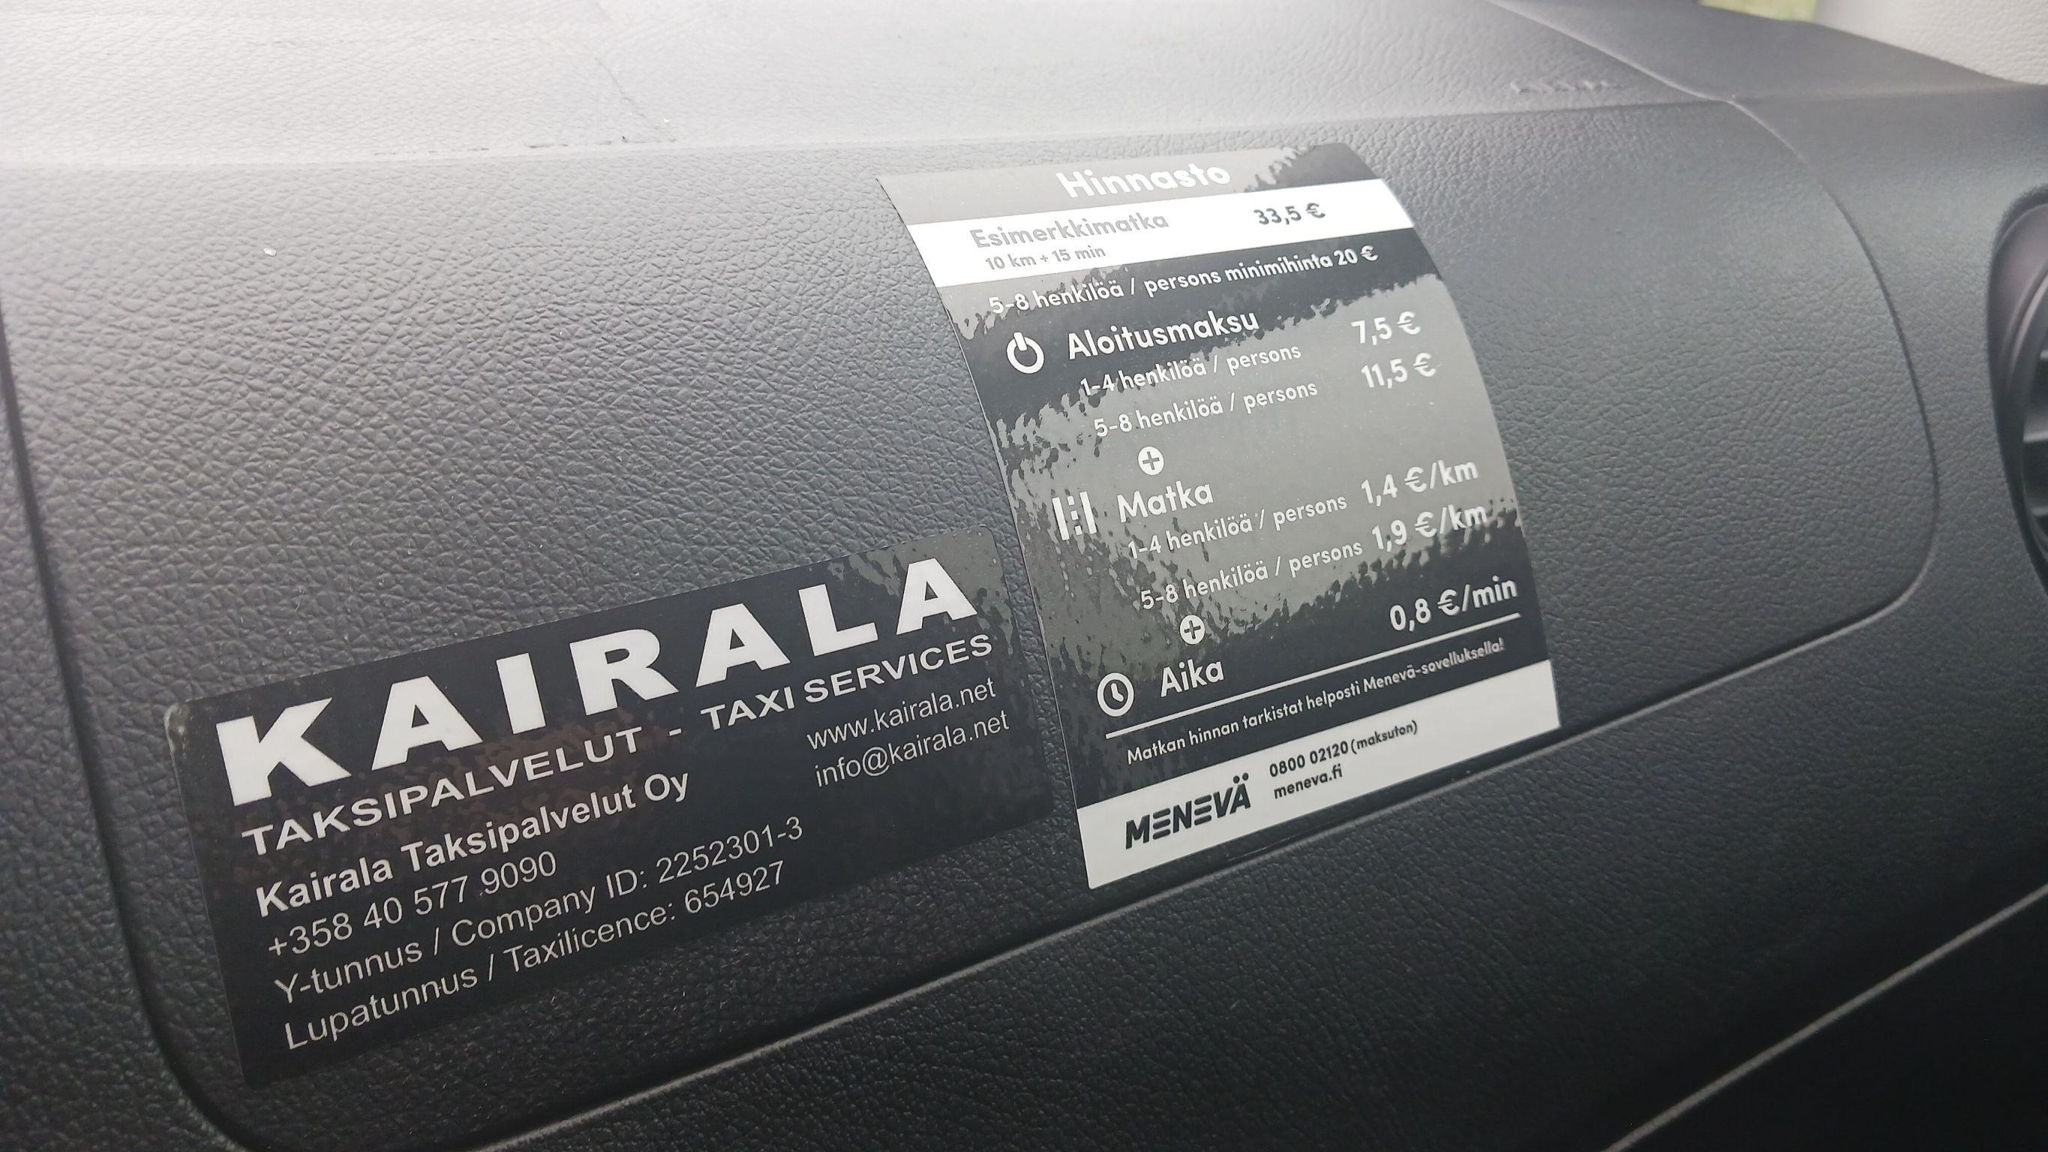 KAIRALA
TAKSIPALVELUT - TAXI SERVICES
Kairala Taksipalvelut Oy
www.kairala.net
+358 40 577 9090
info@kairala.net
Y-tunnus / Company ID: 2252301-3
Lupatunnus / Taxilicence: 654927
Hinnasto
Esimerkkimatka 33,5 €
10 km + 15 min
5-8 henkilöä / persons minimihinta 20 €
Aloitusmaksu
1-4 henkilöä / persons 7,5 €
5-8 henkilöä / persons 11,5 €
+
Matka
1-4 henkilöä / persons 1,4 €/km
5-8 henkilöä / persons 1,9 €/km
+
Aika 0,8 €/min
Matkan hinnan tarkistat helposti Menevä-sovelluksella!
MENEVÄ
0800 02120 (maksuton)
meneva.fi